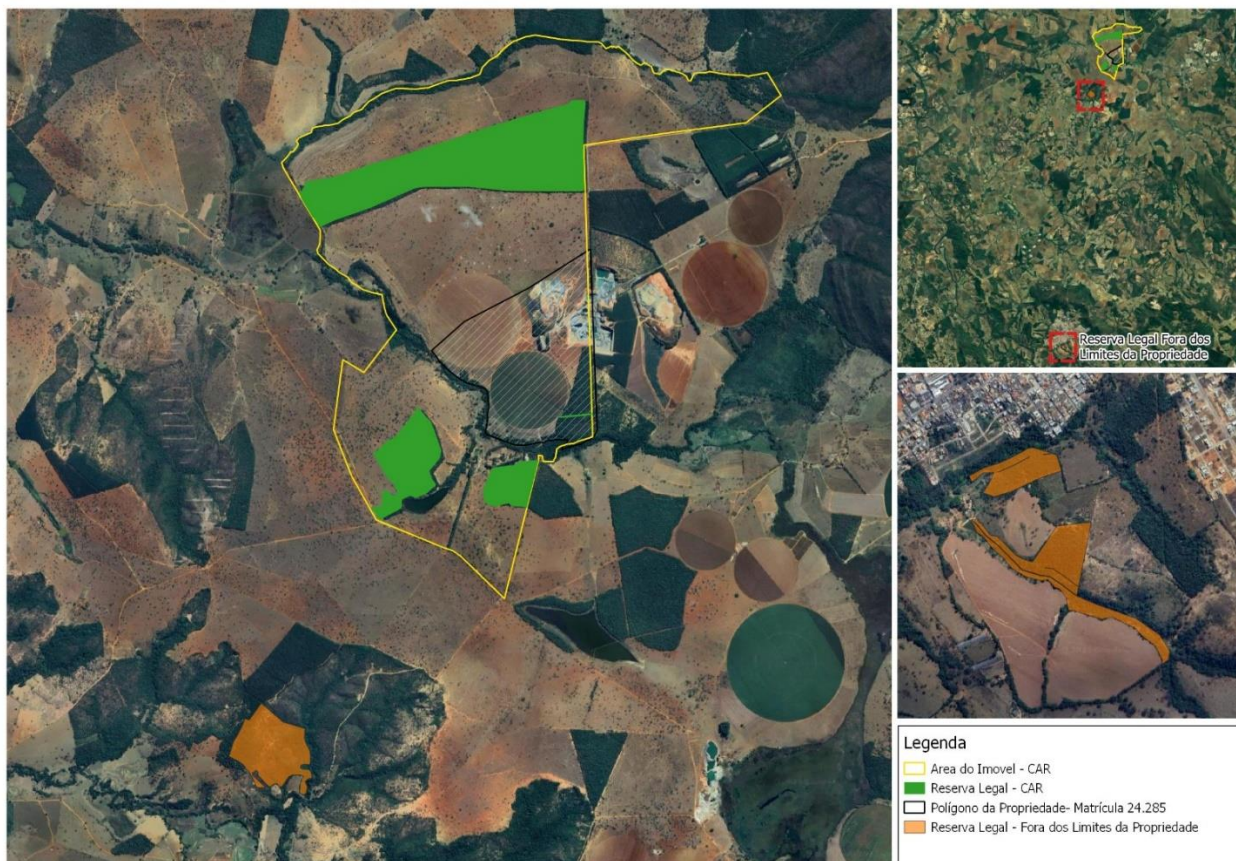 Reserva Legal Fora dos
Limites da Propriedade
Legenda
Area do Imovel - CAR
Reserva Legal - CAR
Polígono da Propriedade- Matrícula 24.285
Reserva Legal - Fora dos Limites da Propriedade